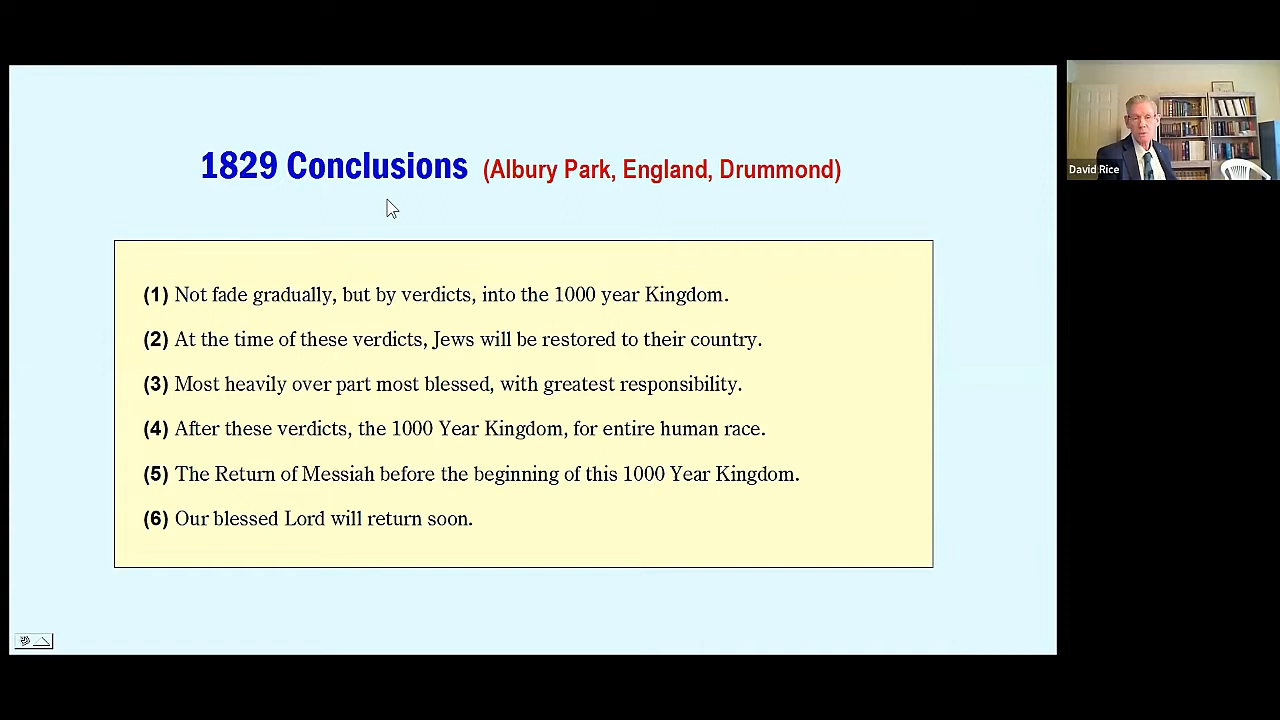 1829 Conclusions (Albury Park, England, Drummond)
(1) Not fade gradually, but by verdicts, into the 1000 year Kingdom.
(2) At the time of these verdicts, Jews will be restored to their country.
(3) Most heavily over part most blessed, with greatest responsibility.
(4) After these verdicts, the 1000 Year Kingdom, for entire human race.
(5) The Return of Messiah before the beginning of this 1000 Year Kingdom.
(6) Our blessed Lord will return soon.
David Rice